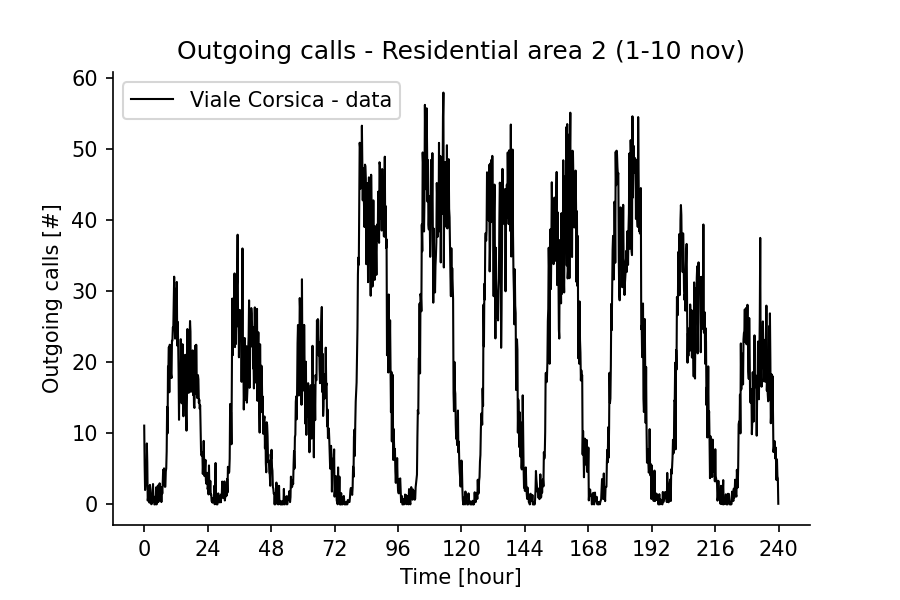 Outgoing calls - Residential area 2 (1-10 nov)
Viale Corsica - data
60
50
40
30
20
10
0
Outgoing calls [#]
0 24 48 72 96 120 144 168 192 216 240
Time [hour]